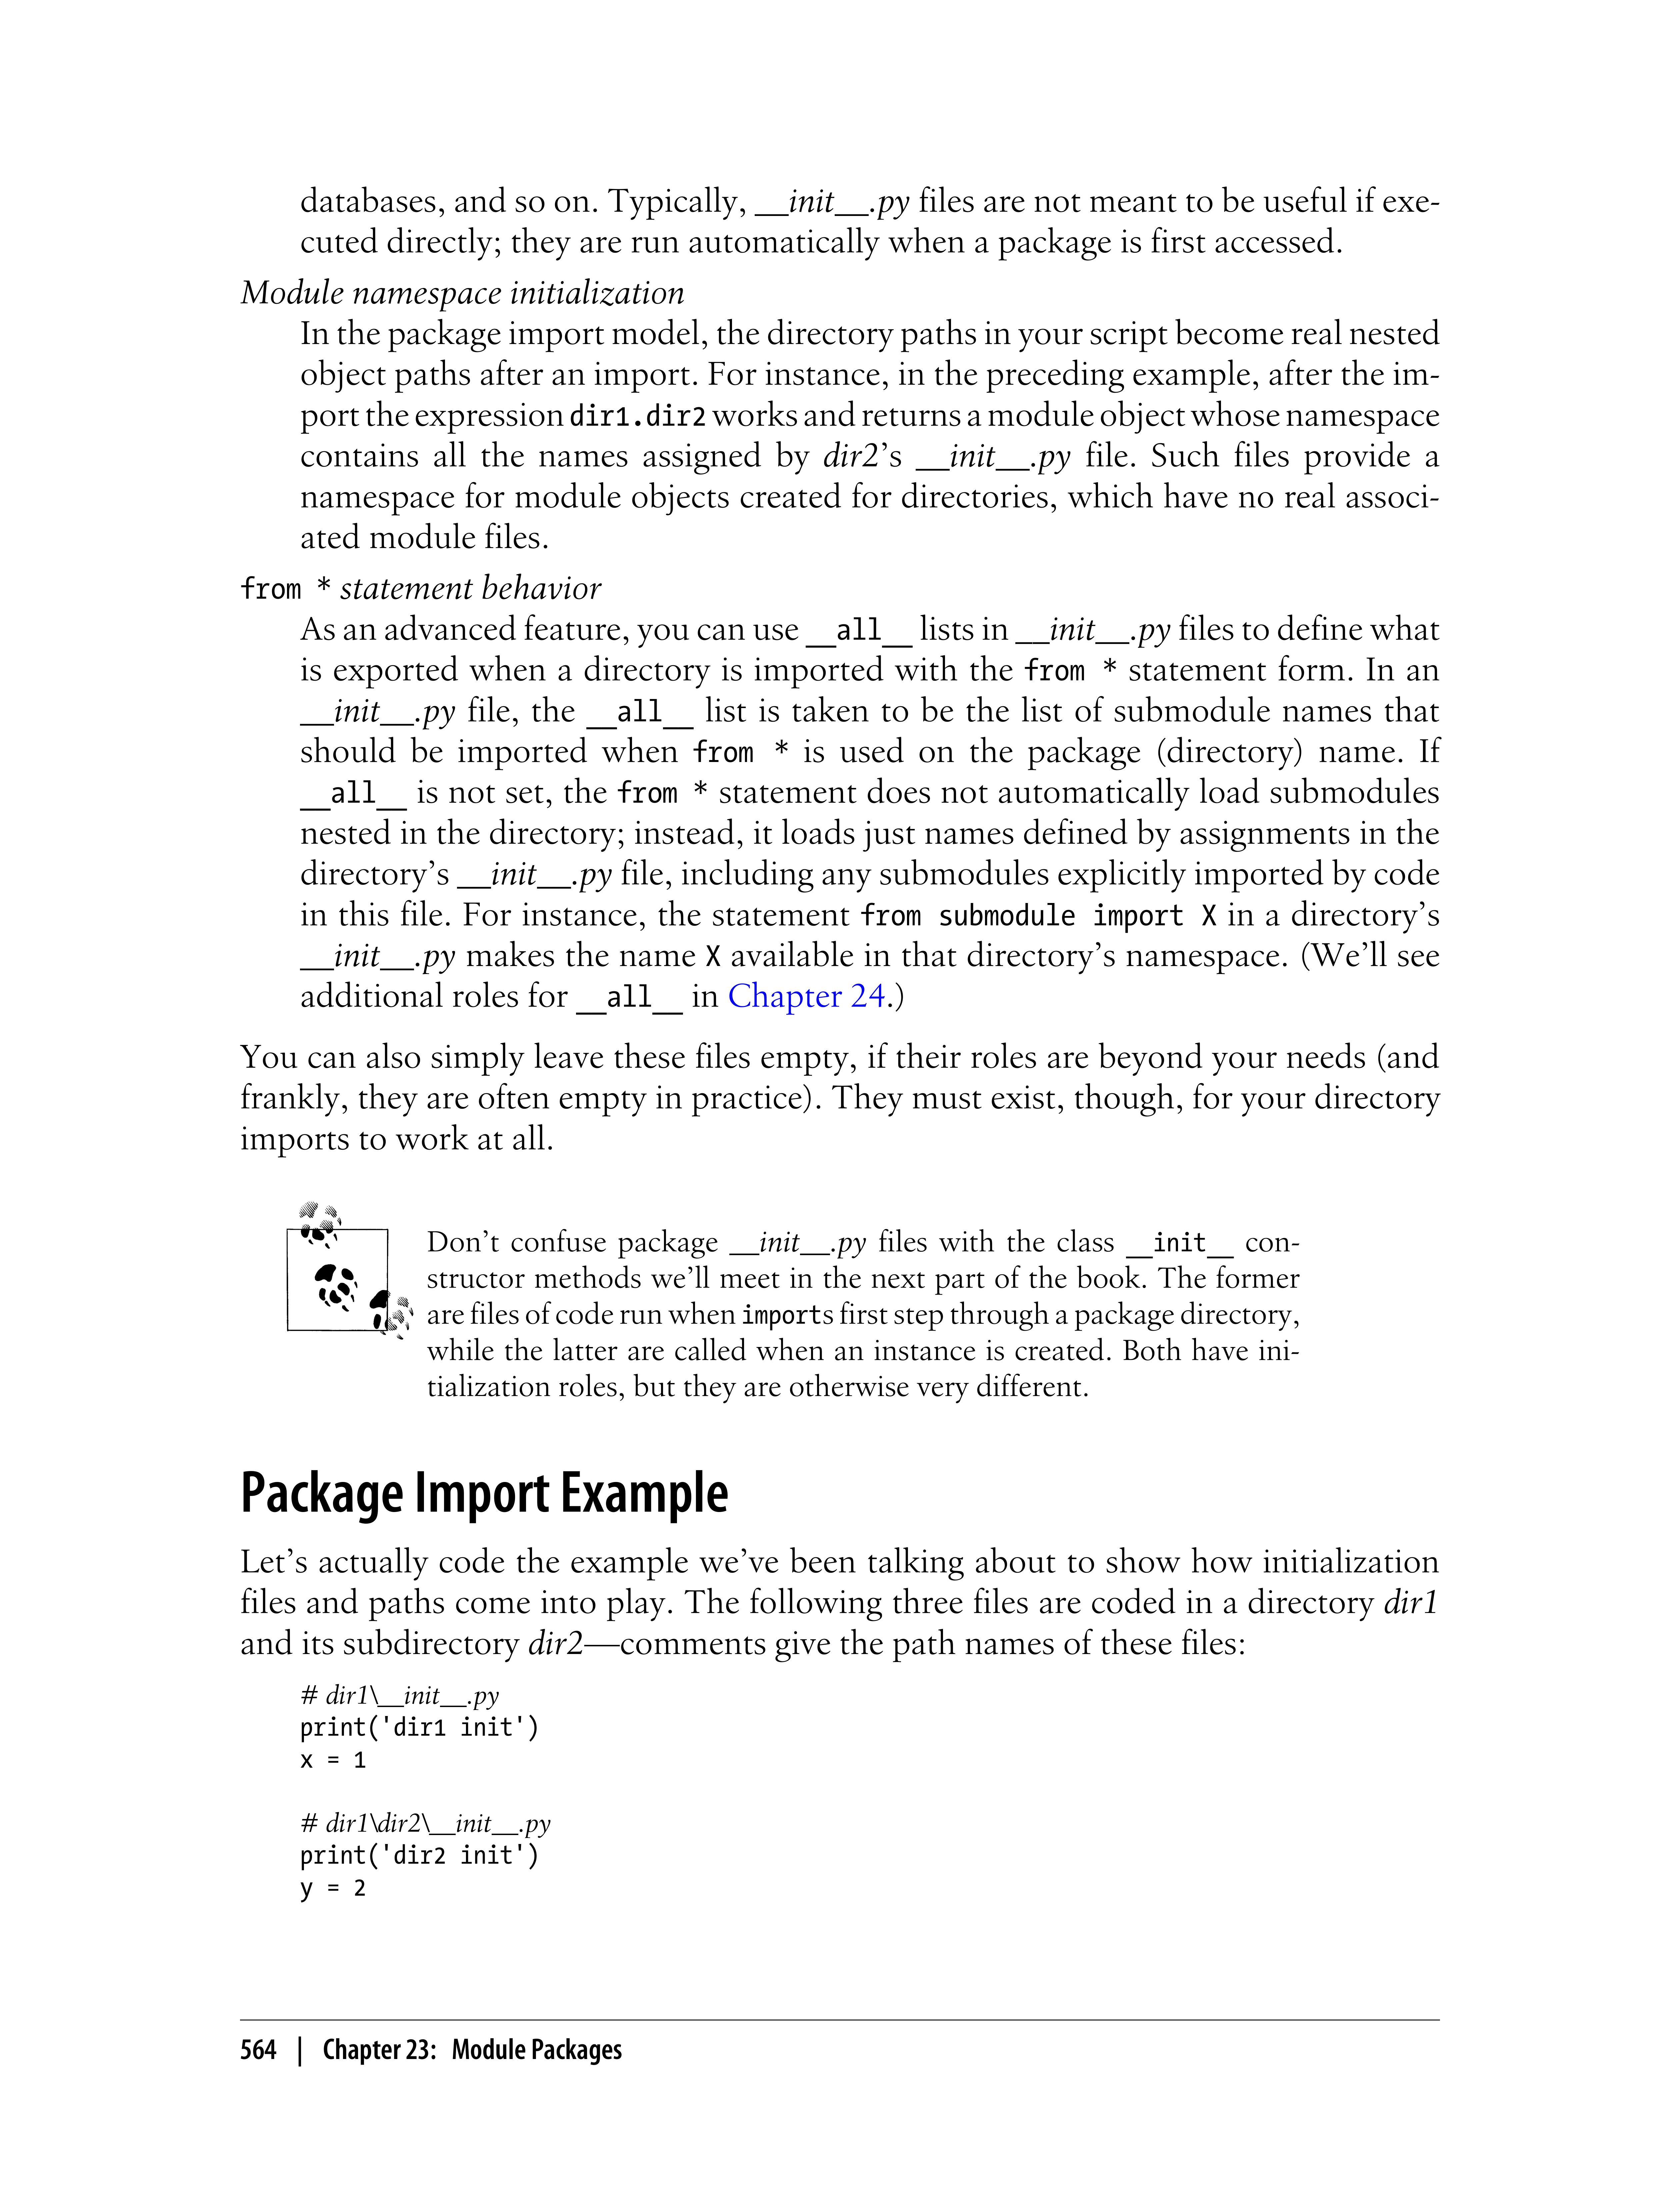 databases, and so on. Typically, __init__.py files are not meant to be useful if exe-
cuted directly; they are run automatically when a package is first accessed.
Module namespace initialization
In the package import model, the directory paths in your script become real nested
object paths after an import. For instance, in the preceding example, after the im-
port the expression dir1.dir2 works and returns a module object whose namespace
contains all the names assigned by dir2’s __init__.py file. Such files provide a
namespace for module objects created for directories, which have no real associ-
ated module files.
from * statement behavior
As an advanced feature, you can use __all__ lists in __init__.py files to define what
is exported when a directory is imported with the from * statement form. In an
__init__.py file, the __all__ list is taken to be the list of submodule names that
should be imported when from * is used on the package (directory) name. If
__all__ is not set, the from * statement does not automatically load submodules
nested in the directory; instead, it loads just names defined by assignments in the
directory’s __init__.py file, including any submodules explicitly imported by code
in this file. For instance, the statement from submodule import X in a directory’s
__init__.py makes the name X available in that directory’s namespace. (We’ll see
additional roles for __all__ in Chapter 24.)
You can also simply leave these files empty, if their roles are beyond your needs (and
frankly, they are often empty in practice). They must exist, though, for your directory
imports to work at all.
Don’t confuse package __init__.py files with the class __init__ con-
structor methods we’ll meet in the next part of the book. The former
are files of code run when imports first step through a package directory,
while the latter are called when an instance is created. Both have ini-
tialization roles, but they are otherwise very different.
Package Import Example
Let’s actually code the example we’ve been talking about to show how initialization
files and paths come into play. The following three files are coded in a directory dir1
and its subdirectory dir2—comments give the path names of these files:
# dir1\__init__.py
print('dir1 init')
x = 1
# dir1\dir2\__init__.py
print('dir2 init')
y = 2
564 | Chapter 23: Module Packages